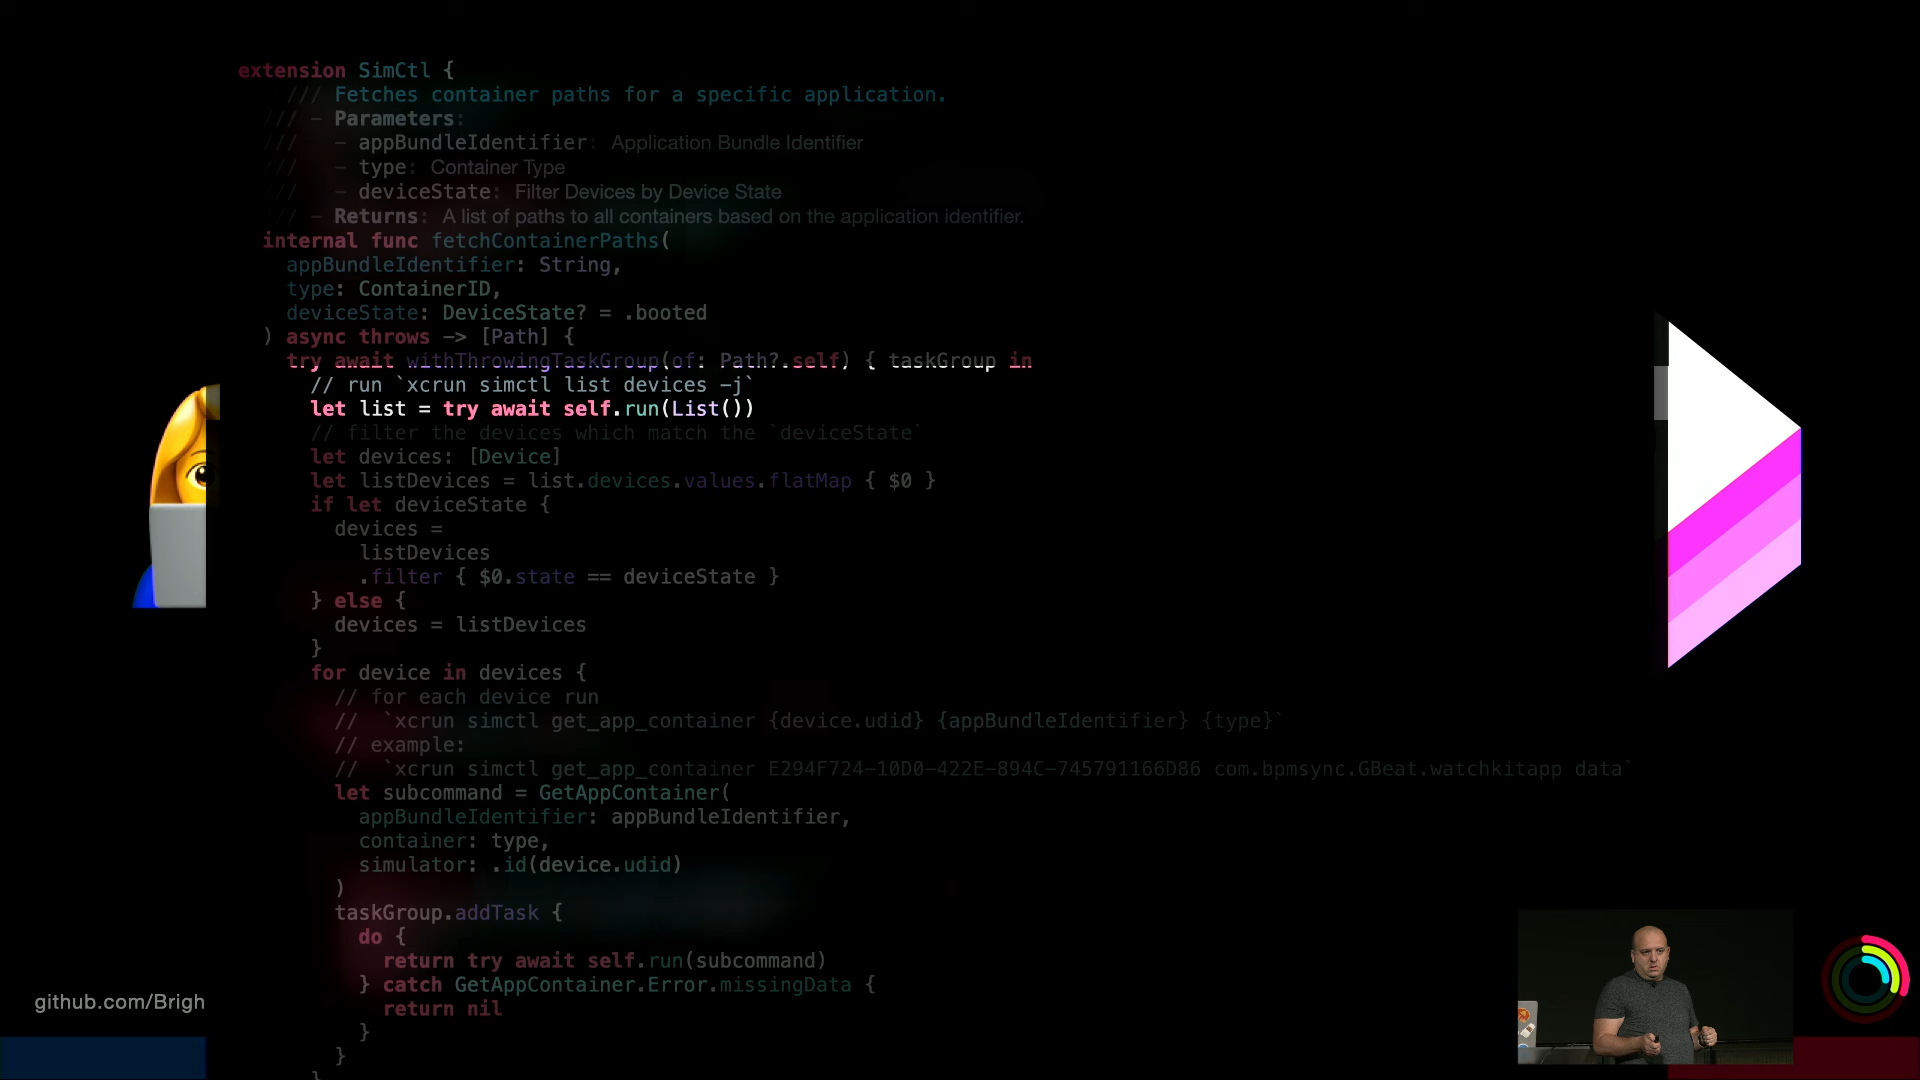 extension SimCtl {
/// Fetches container paths for a specific application.
/// - Parameters:
///   - appBundleIdentifier: Application Bundle Identifier
///   - type: Container Type
///   - deviceState: Filter Devices by Device State
/// - Returns: A list of paths to all containers based on the application identifier.
internal func fetchContainerPaths(
appBundleIdentifier: String,
type: ContainerID,
deviceState: DeviceState? = .booted
) async throws -> [Path] {
try await withThrowingTaskGroup(of: Path?.self) { taskGroup in
// run `xcrun simctl list devices -j`
let list = try await self.run(List())
// filter the devices which match the `deviceState`
let devices: [Device]
let listDevices = list.devices.values.flatMap { $0 }
if let deviceState {
devices =
listDevices
.filter { $0.state == deviceState }
} else {
devices = listDevices
}
for device in devices {
// for each device run
//  `xcrun simctl get_app_container {device.udid} {appBundleIdentifier} {type}`
// example:
//  `xcrun simctl get_app_container E294F724-10D0-422E-894C-745791166D86 com.bpmsync.GBeat.watchkitapp data`
let subcommand = GetAppContainer(
appBundleIdentifier: appBundleIdentifier,
container: type,
simulator: .id(device.udid)
)
taskGroup.addTask {
do {
return try await self.run(subcommand)
} catch GetAppContainer.Error.missingData {
return nil
}
}
}
github.com/Brigh